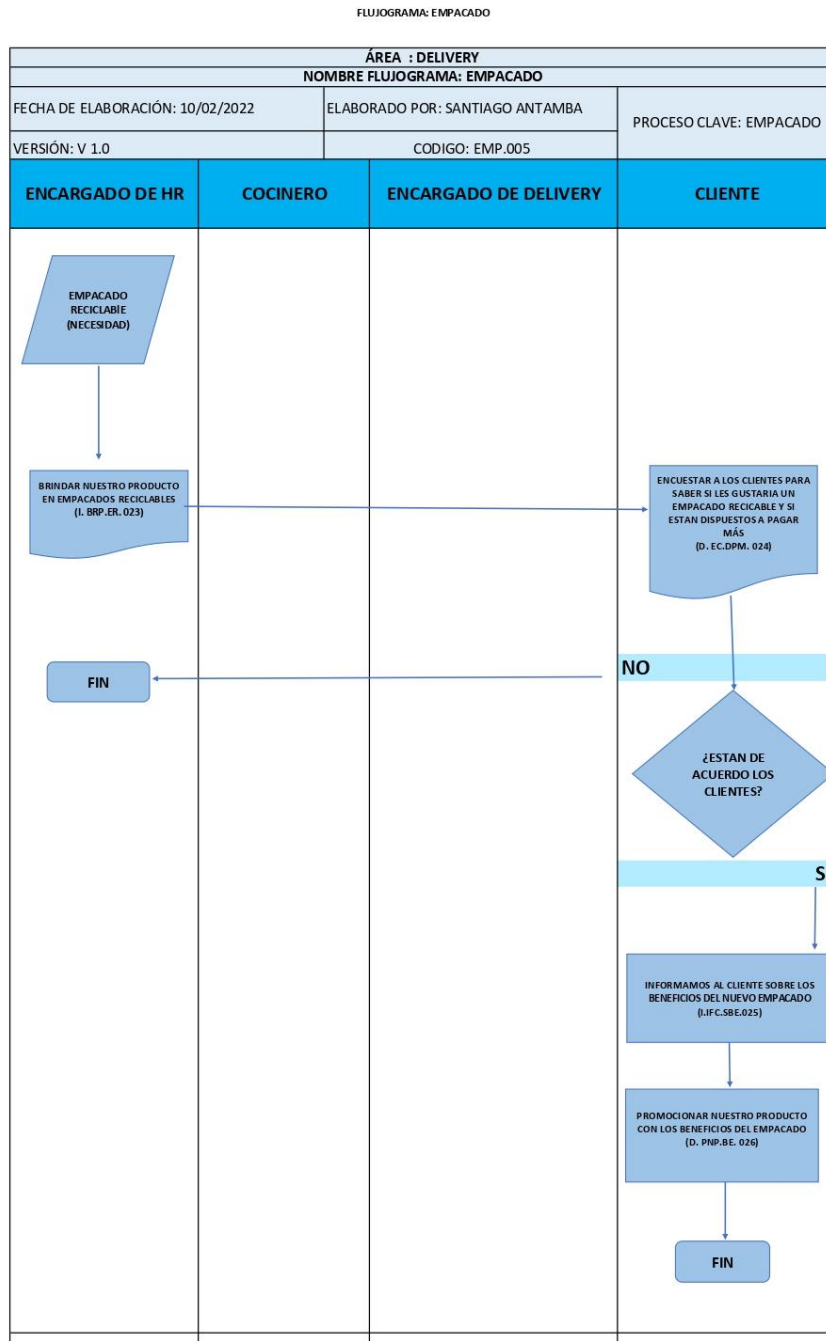 FLUJOGRAMA: EMPACADO
ÁREA : DELIVERY
NOMBRE FLUJOGRAMA: EMPACADO
FECHA DE ELABORACIÓN: 10/02/2022
ELABORADO POR: SANTIAGO ANTAMBA
PROCESO CLAVE: EMPACADO
VERSIÓN: V 1.0
CODIGO: EMP.005
ENCARGADO DE HR
COCINERO
ENCARGADO DE DELIVERY
CLIENTE
EMPACADO
RECICLABlE
(NECESIDAD)
BRINDAR NUESTRO PRODUCTO
EN EMPACADOS RECICLABLES
(I. BRP.ER. 023)
ENCUESTAR A LOS CLIENTES PARA
SABER SI LES GUSTARIA UN
EMPACADO RECICABLE Y SI
ESTAN DISPUESTOS A PAGAR
MÁS
(D. EC.DPM. 024)
NO
FIN
¿ESTAN DE
ACUERDO LOS
CLIENTES?
S
INFORMAMOS AL CLIENTE SOBRE LOS
BENEFICIOS DEL NUEVO EMPACADO
(I.IFC.SBE.025)
PROMOCIONAR NUESTRO PRODUCTO
CON LOS BENEFICIOS DEL EMPACADO
(D. PNP.BE. 026)
FIN